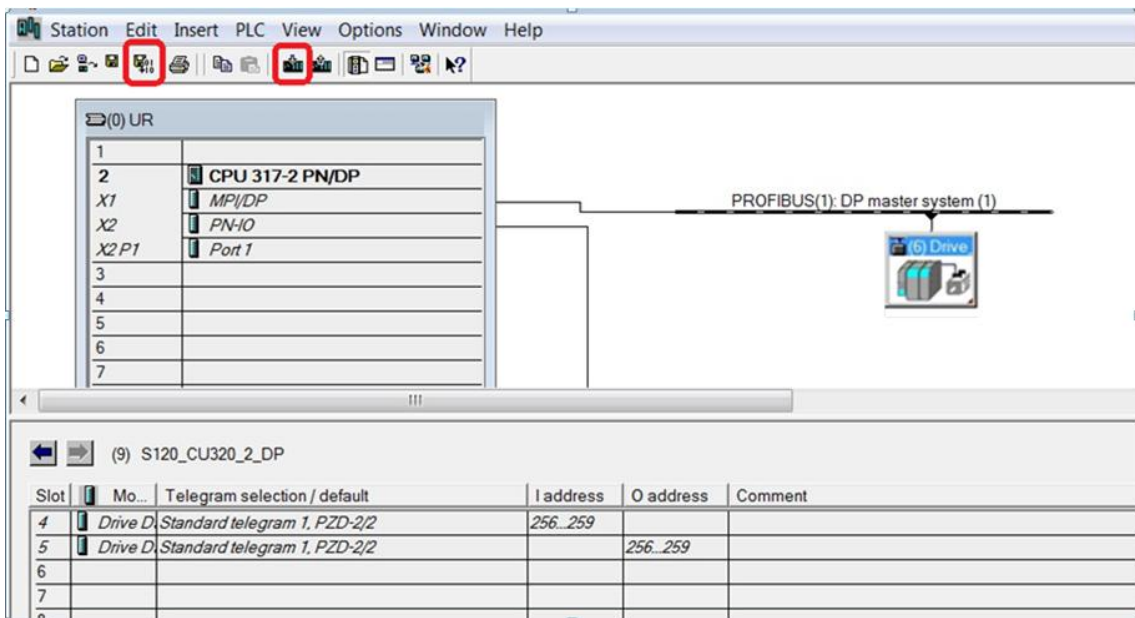 Station Edit Insert PLC View Options Window Help
(0) UR
1
2 CPU 317-2 PN/DP
X1 MPI/DP
X2 PN-IO
X2 P1 Port 1
3
4
5
6
7
PROFIBUS(1): DP master system (1)
(6) Drive
(9) S120_CU320_2_DP
Slot Mo... Telegram selection / default I address O address Comment
4 Drive D Standard telegram 1, PZD-2/2 256...259
5 Drive D Standard telegram 1, PZD-2/2 256...259
6
7